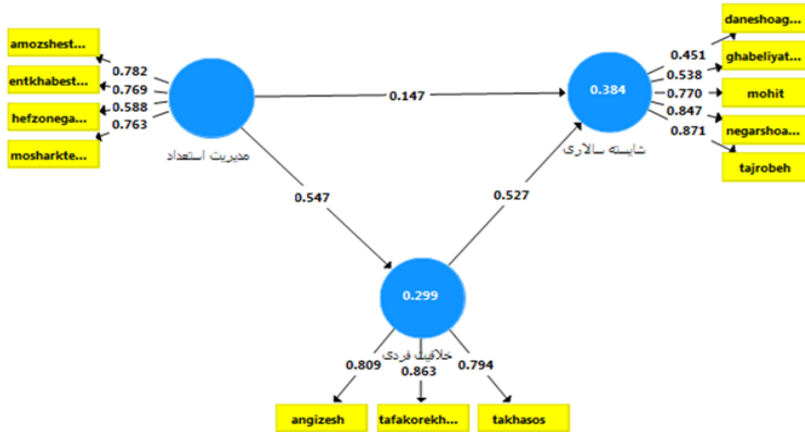 amozshest...
entkhabest...
hefzonega...
mosharkte...
0.782
0.769
0.588
0.763
مدیریت استعداد
0.147
0.547
0.527
0.384
شایسته سالاری
0.451
0.538
0.770
0.847
0.871
daneshoag...
ghabeliyat...
mohit
negarshoa...
tajrobeh
0.299
خلاقیت فردی
0.809
0.863
0.794
angizesh
tafakorekh...
takhasos